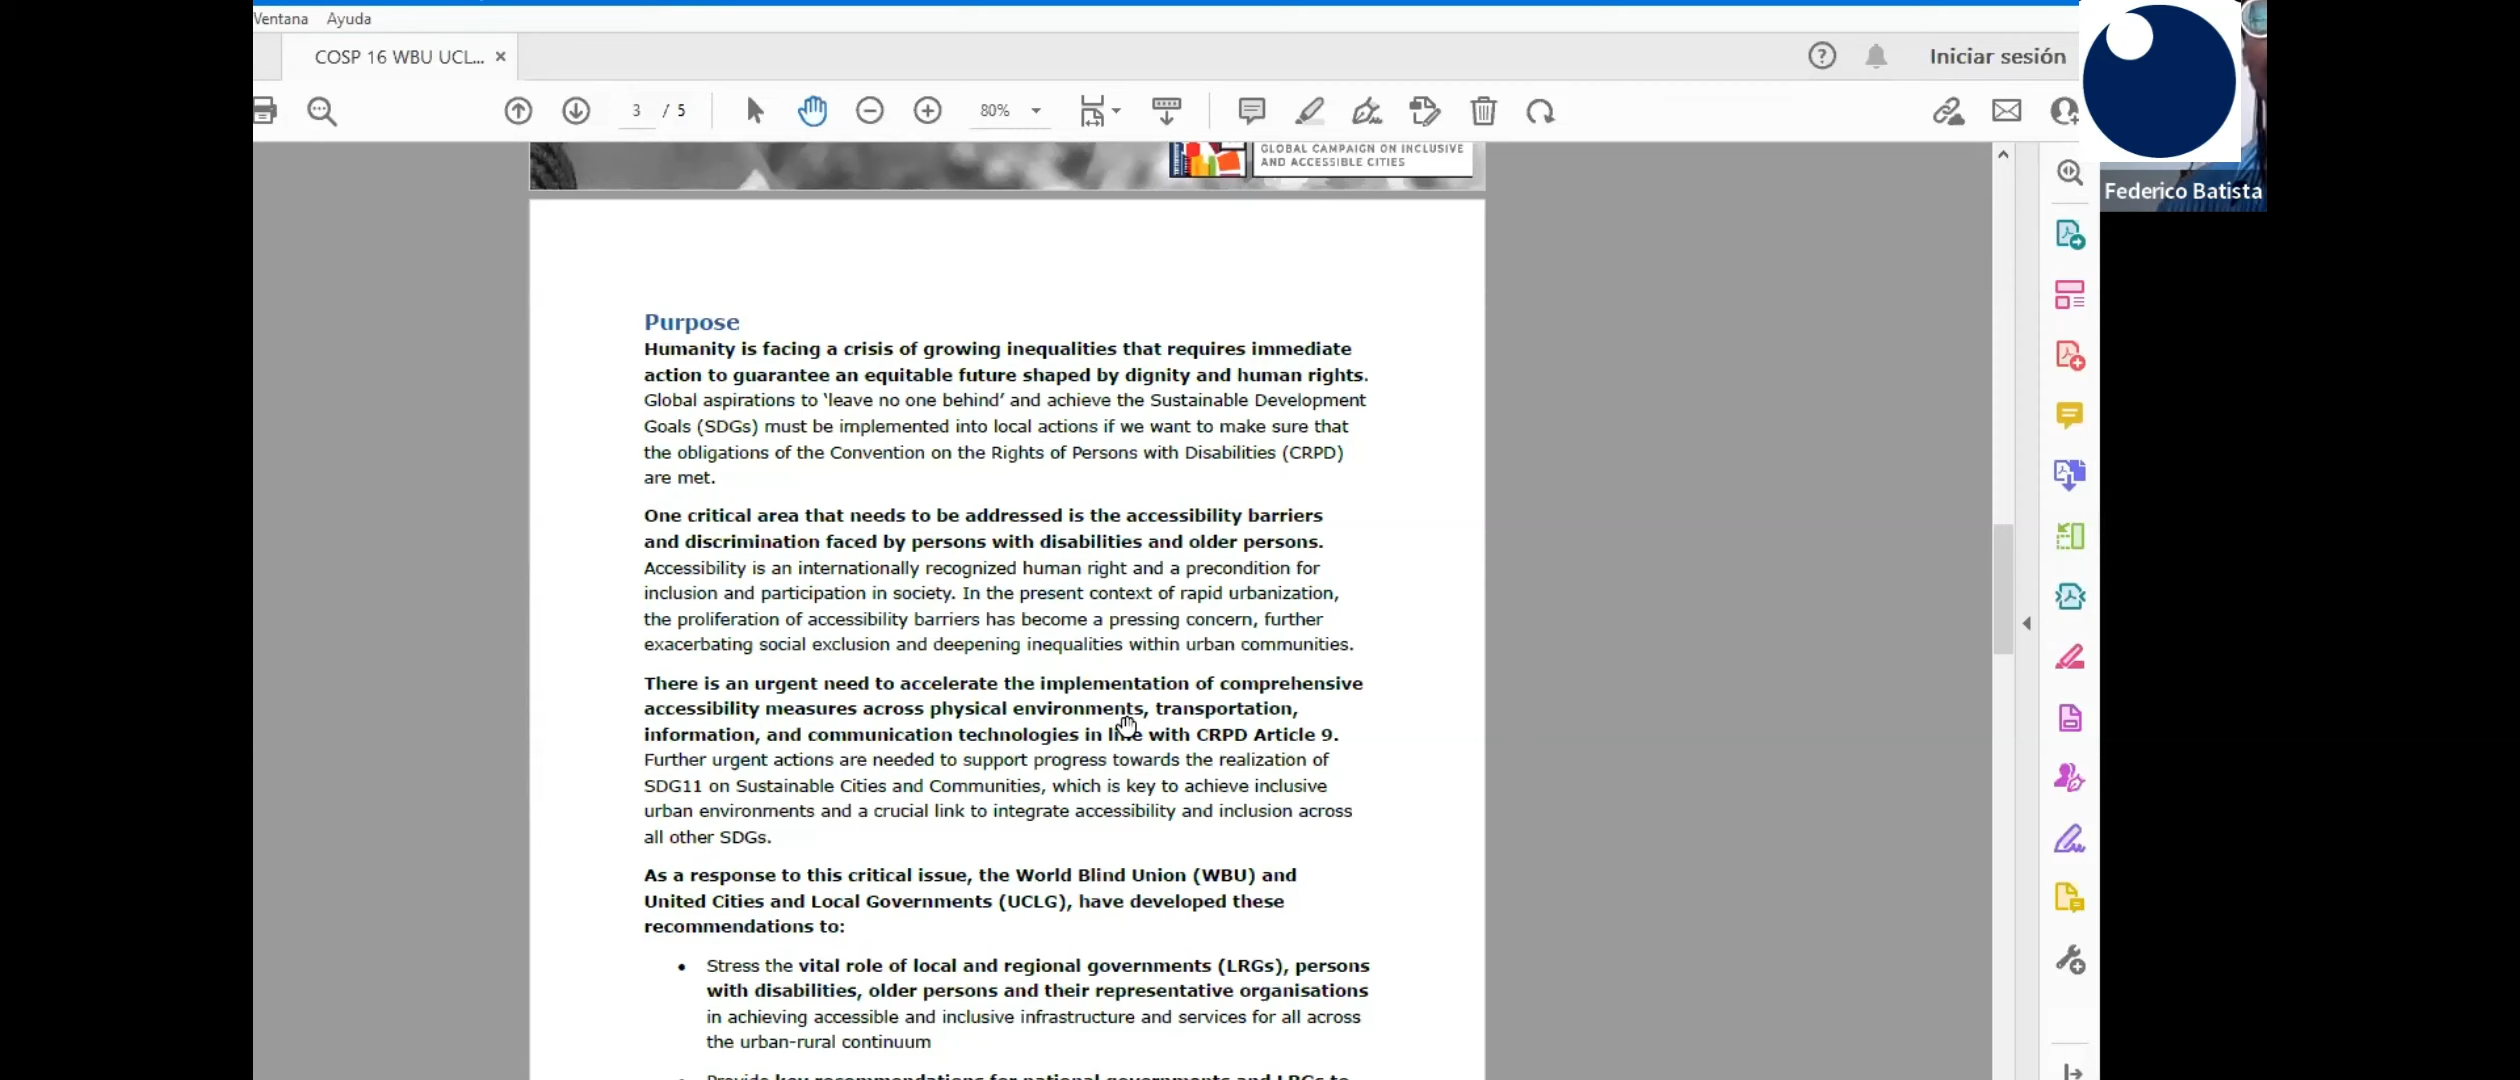 Ventana Ayuda
COSP 16 WBU UCL... ×
Iniciar sesión
3 / 5
80%
GLOBAL CAMPAIGN ON INCLUSIVE
AND ACCESSIBLE CITIES
Federico Batista
Purpose
Humanity is facing a crisis of growing inequalities that requires immediate
action to guarantee an equitable future shaped by dignity and human rights.
Global aspirations to ‘leave no one behind’ and achieve the Sustainable Development
Goals (SDGs) must be implemented into local actions if we want to make sure that
the obligations of the Convention on the Rights of Persons with Disabilities (CRPD)
are met.
One critical area that needs to be addressed is the accessibility barriers
and discrimination faced by persons with disabilities and older persons.
Accessibility is an internationally recognized human right and a precondition for
inclusion and participation in society. In the present context of rapid urbanization,
the proliferation of accessibility barriers has become a pressing concern, further
exacerbating social exclusion and deepening inequalities within urban communities.
There is an urgent need to accelerate the implementation of comprehensive
accessibility measures across physical environments, transportation,
information, and communication technologies in line with CRPD Article 9.
Further urgent actions are needed to support progress towards the realization of
SDG11 on Sustainable Cities and Communities, which is key to achieve inclusive
urban environments and a crucial link to integrate accessibility and inclusion across
all other SDGs.
As a response to this critical issue, the World Blind Union (WBU) and
United Cities and Local Governments (UCLG), have developed these
recommendations to:
• Stress the vital role of local and regional governments (LRGs), persons
with disabilities, older persons and their representative organisations
in achieving accessible and inclusive infrastructure and services for all across
the urban-rural continuum
• Provide key recommendations for national governments and LRGs to